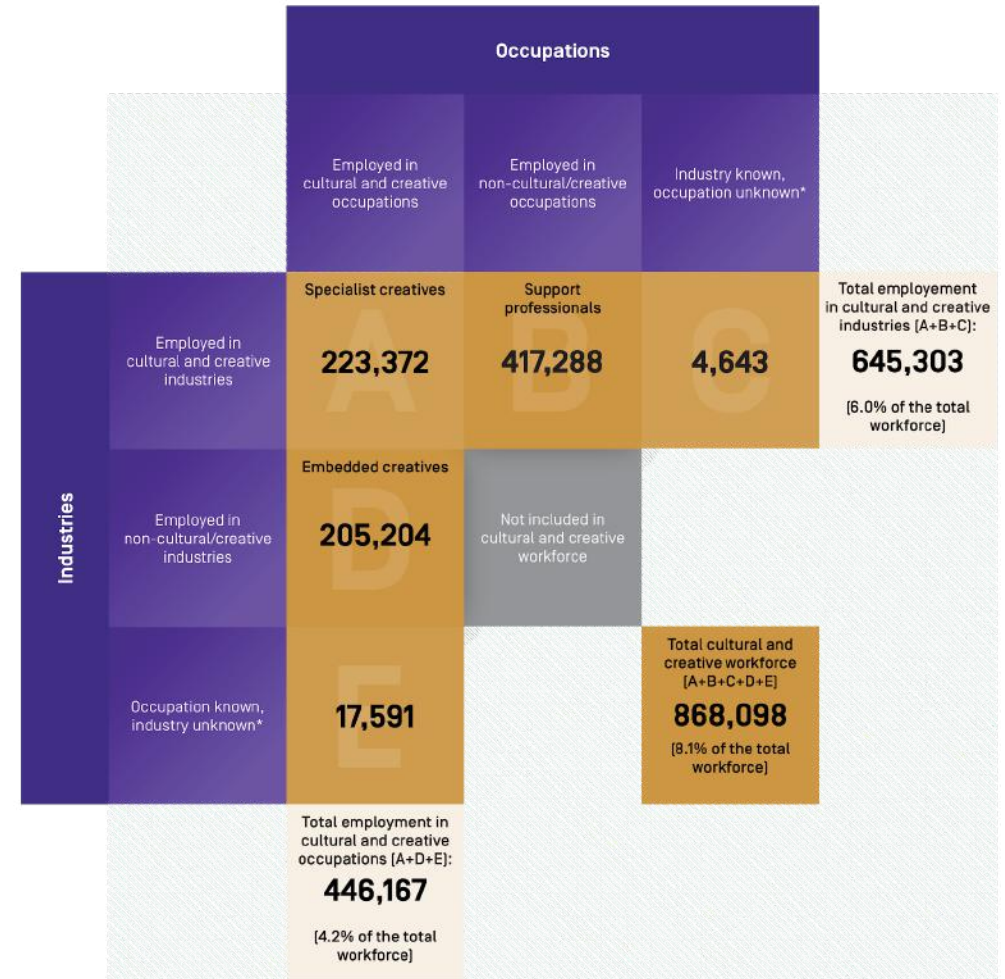 Occupations
Employed in
cultural and creative
occupations
Employed in
non-cultural/creative
occupations
Industry known,
occupation unknown*
Industries
Employed in
cultural and creative
industries
A
Specialist creatives
223,372
B
Support
professionals
417,288
C
4,643
Total employement
in cultural and creative
industries (A+B+C):
645,303
(6.0% of the total
workforce)
Employed in
non-cultural/creative
industries
D
Embedded creatives
205,204
Not included in
cultural and creative
workforce
Occupation known,
industry unknown*
E
17,591
Total cultural and
creative workforce
(A+B+C+D+E)
868,098
(8.1% of the total
workforce)
Total employment in
cultural and creative
occupations (A+D+E):
446,167
(4.2% of the total
workforce)